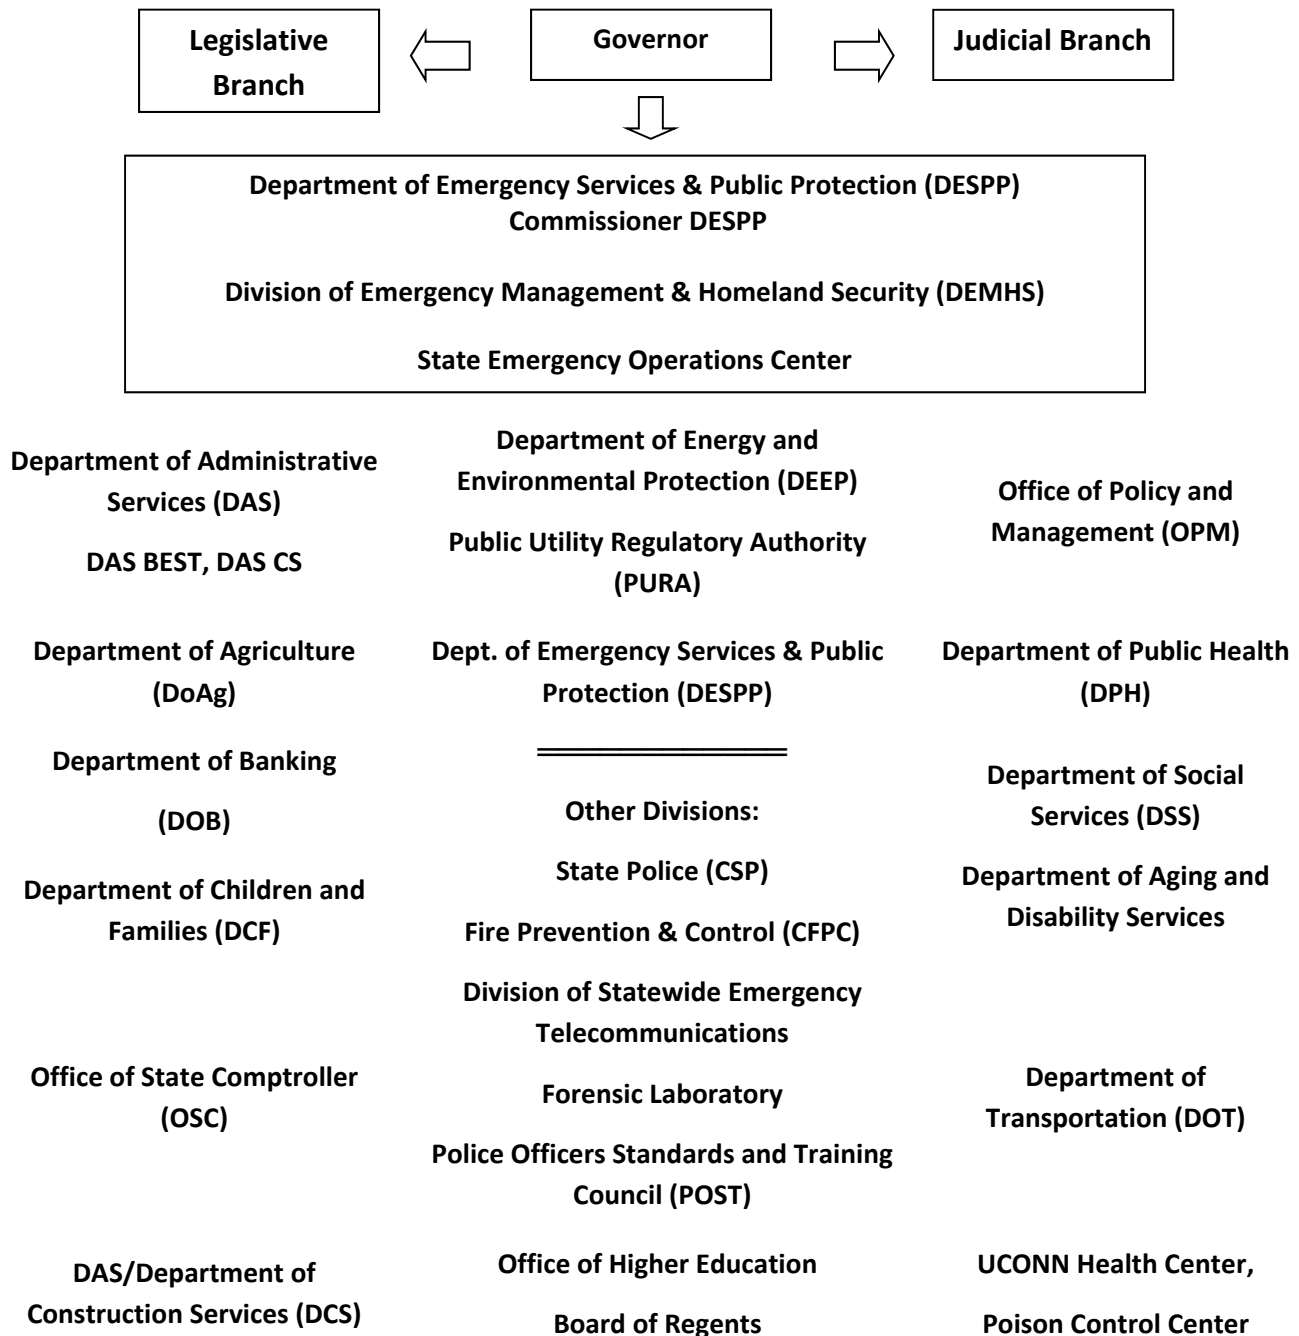 Legislative
Branch
Governor
Judicial Branch
Department of Emergency Services & Public Protection (DESPP)
Commissioner DESPP
Division of Emergency Management & Homeland Security (DEMHS)
State Emergency Operations Center
Department of Administrative
Services (DAS)
DAS BEST, DAS CS
Department of Energy and
Environmental Protection (DEEP)
Public Utility Regulatory Authority
(PURA)
Office of Policy and
Management (OPM)
Department of Agriculture
(DoAg)
Dept. of Emergency Services & Public
Protection (DESPP)
Department of Public Health
(DPH)
Department of Banking
(DOB)
Other Divisions:
State Police (CSP)
Fire Prevention & Control (CFPC)
Division of Statewide Emergency
Telecommunications
Forensic Laboratory
Police Officers Standards and Training
Council (POST)
Department of Social
Services (DSS)
Department of Children and
Families (DCF)
Department of Aging and
Disability Services
Office of State Comptroller
(OSC)
Department of
Transportation (DOT)
DAS/Department of
Construction Services (DCS)
Office of Higher Education
Board of Regents
UCONN Health Center,
Poison Control Center